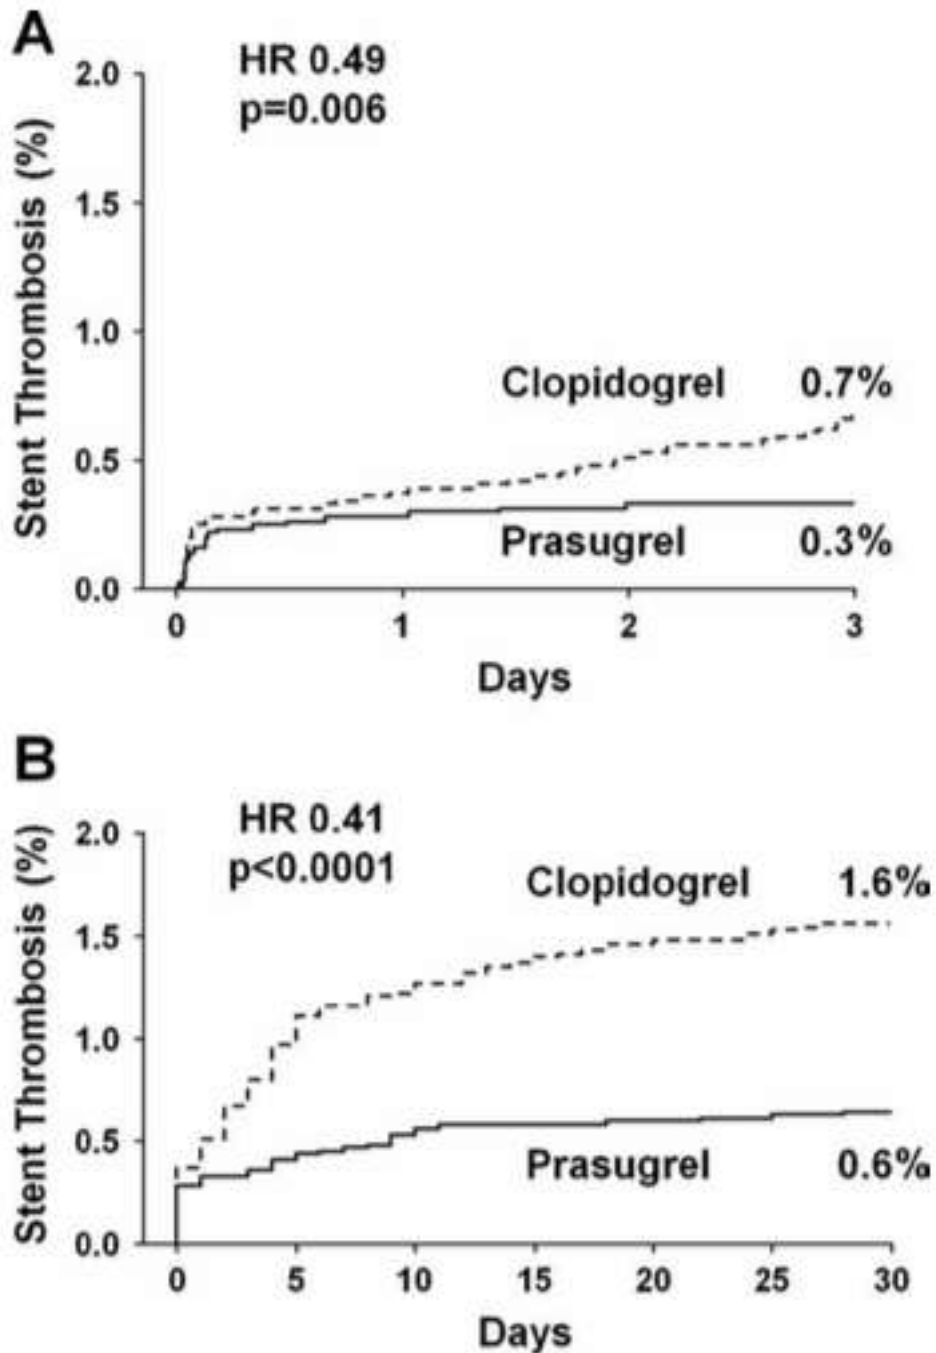 A
HR 0.49
p=0.006
2.0
1.5
1.0
0.5
0.0
Stent Thrombosis (%)
Clopidogrel 0.7%
Prasugrel 0.3%
0 1 2 3
Days
B
HR 0.41
p<0.0001
2.0
1.5
1.0
0.5
0.0
Stent Thrombosis (%)
Clopidogrel 1.6%
Prasugrel 0.6%
0 5 10 15 20 25 30
Days